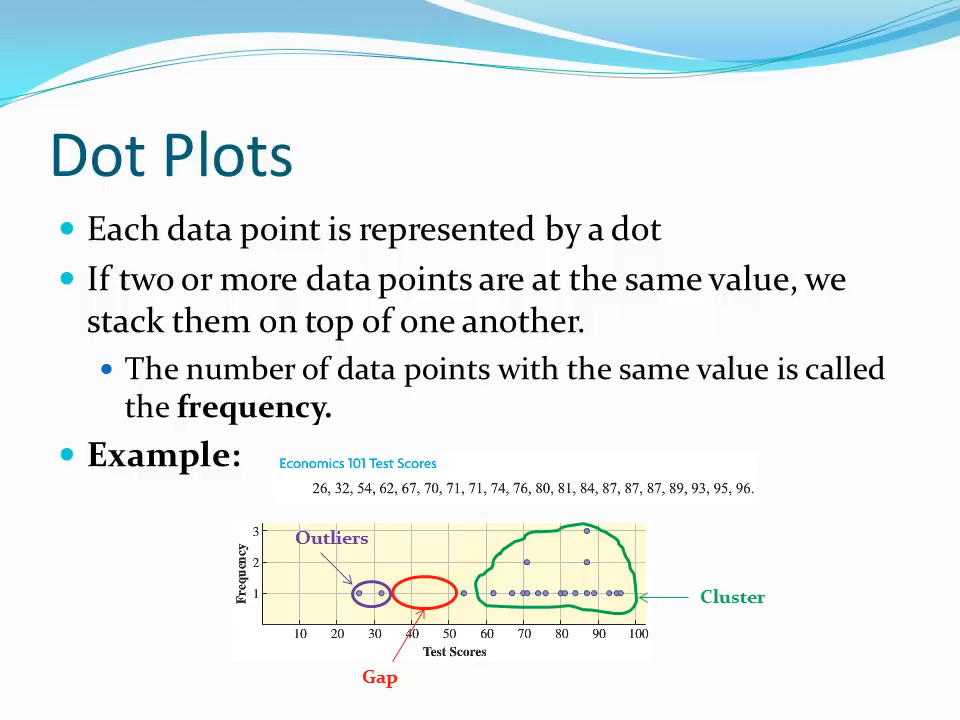 Dot Plots
Each data point is represented by a dot
If two or more data points are at the same value, we
stack them on top of one another.
The number of data points with the same value is called
the frequency.
Example:
Economics 101 Test Scores
26, 32, 54, 62, 67, 70, 71, 71, 74, 76, 80, 81, 84, 87, 87, 87, 89, 93, 95, 96.
Outliers
Frequency
3
2
1
Cluster
10 20 30 40 50 60 70 80 90 100
Test Scores
Gap